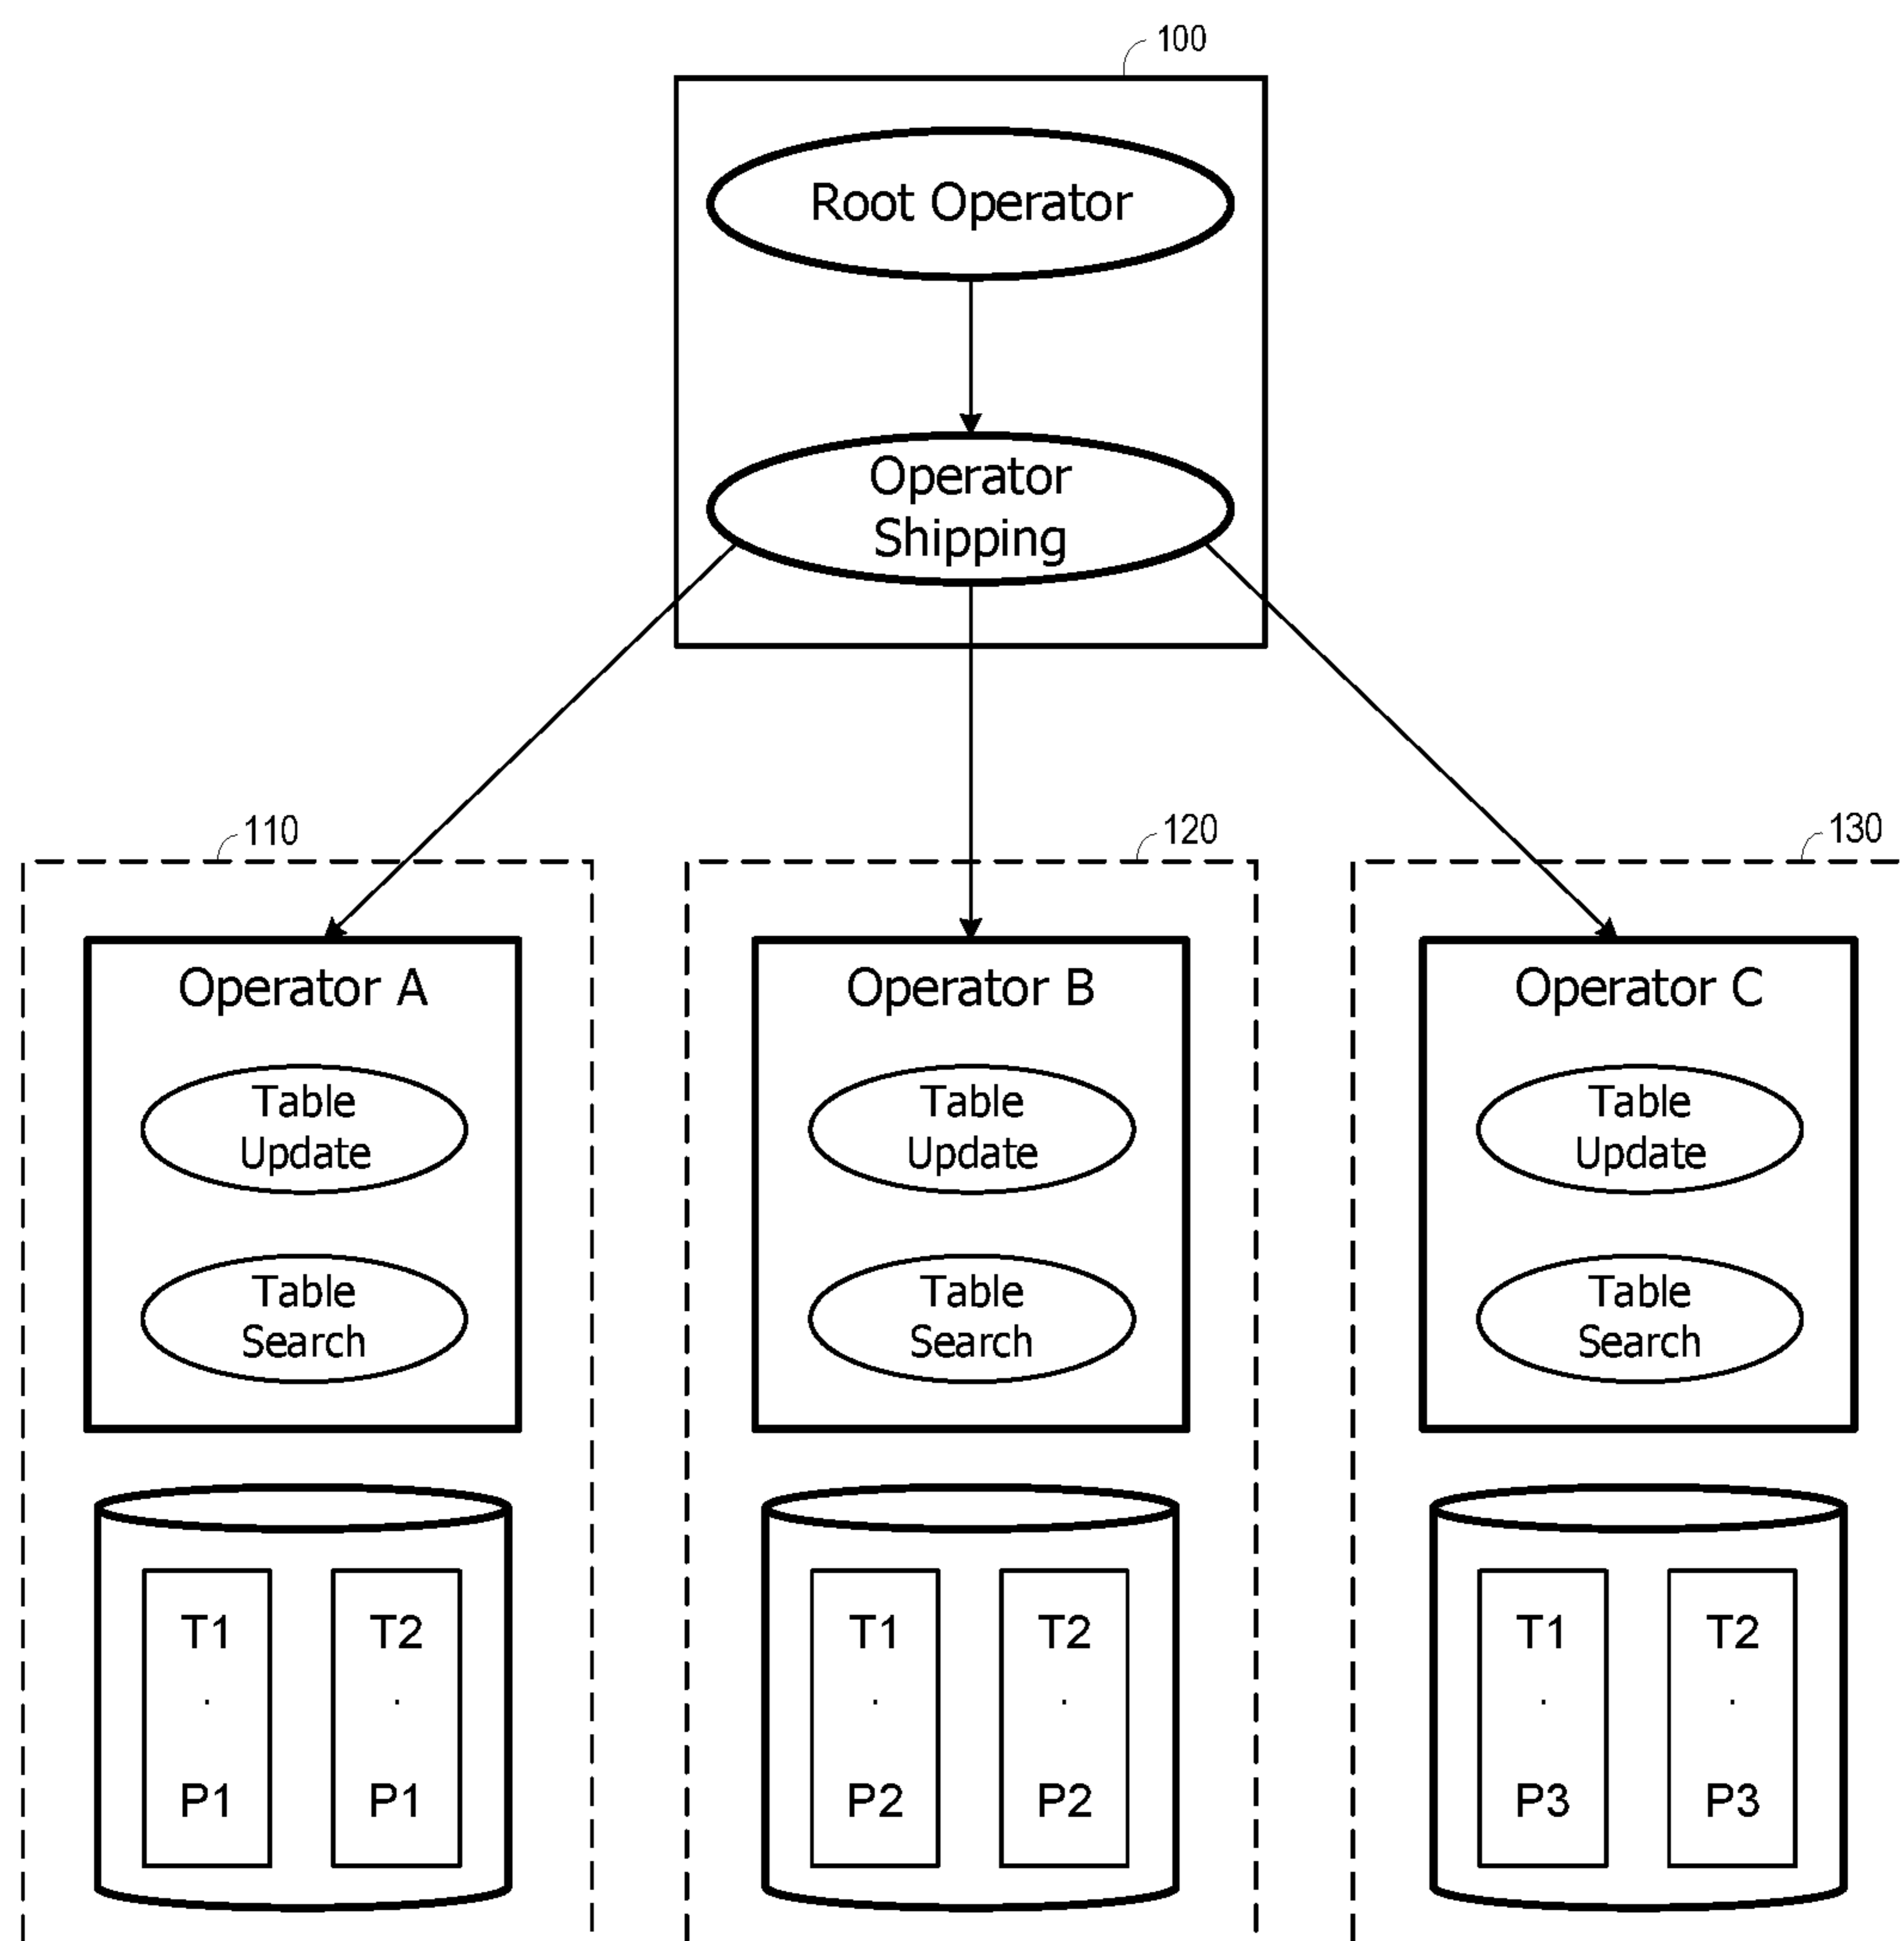 100
Root Operator
Operator
Shipping
110
120
130
Operator A
Operator B
Operator C
Table
Update
Table
Update
Table
Update
Table
Search
Table
Search
Table
Search
T1
.
P1
T2
.
P1
T1
.
P2
T2
.
P2
T1
.
P3
T2
.
P3